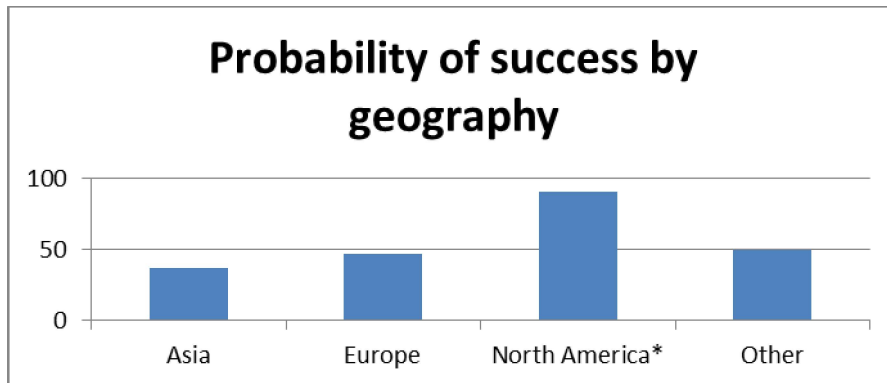 Probability of success by
geography
100
50
0
Asia Europe North America* Other